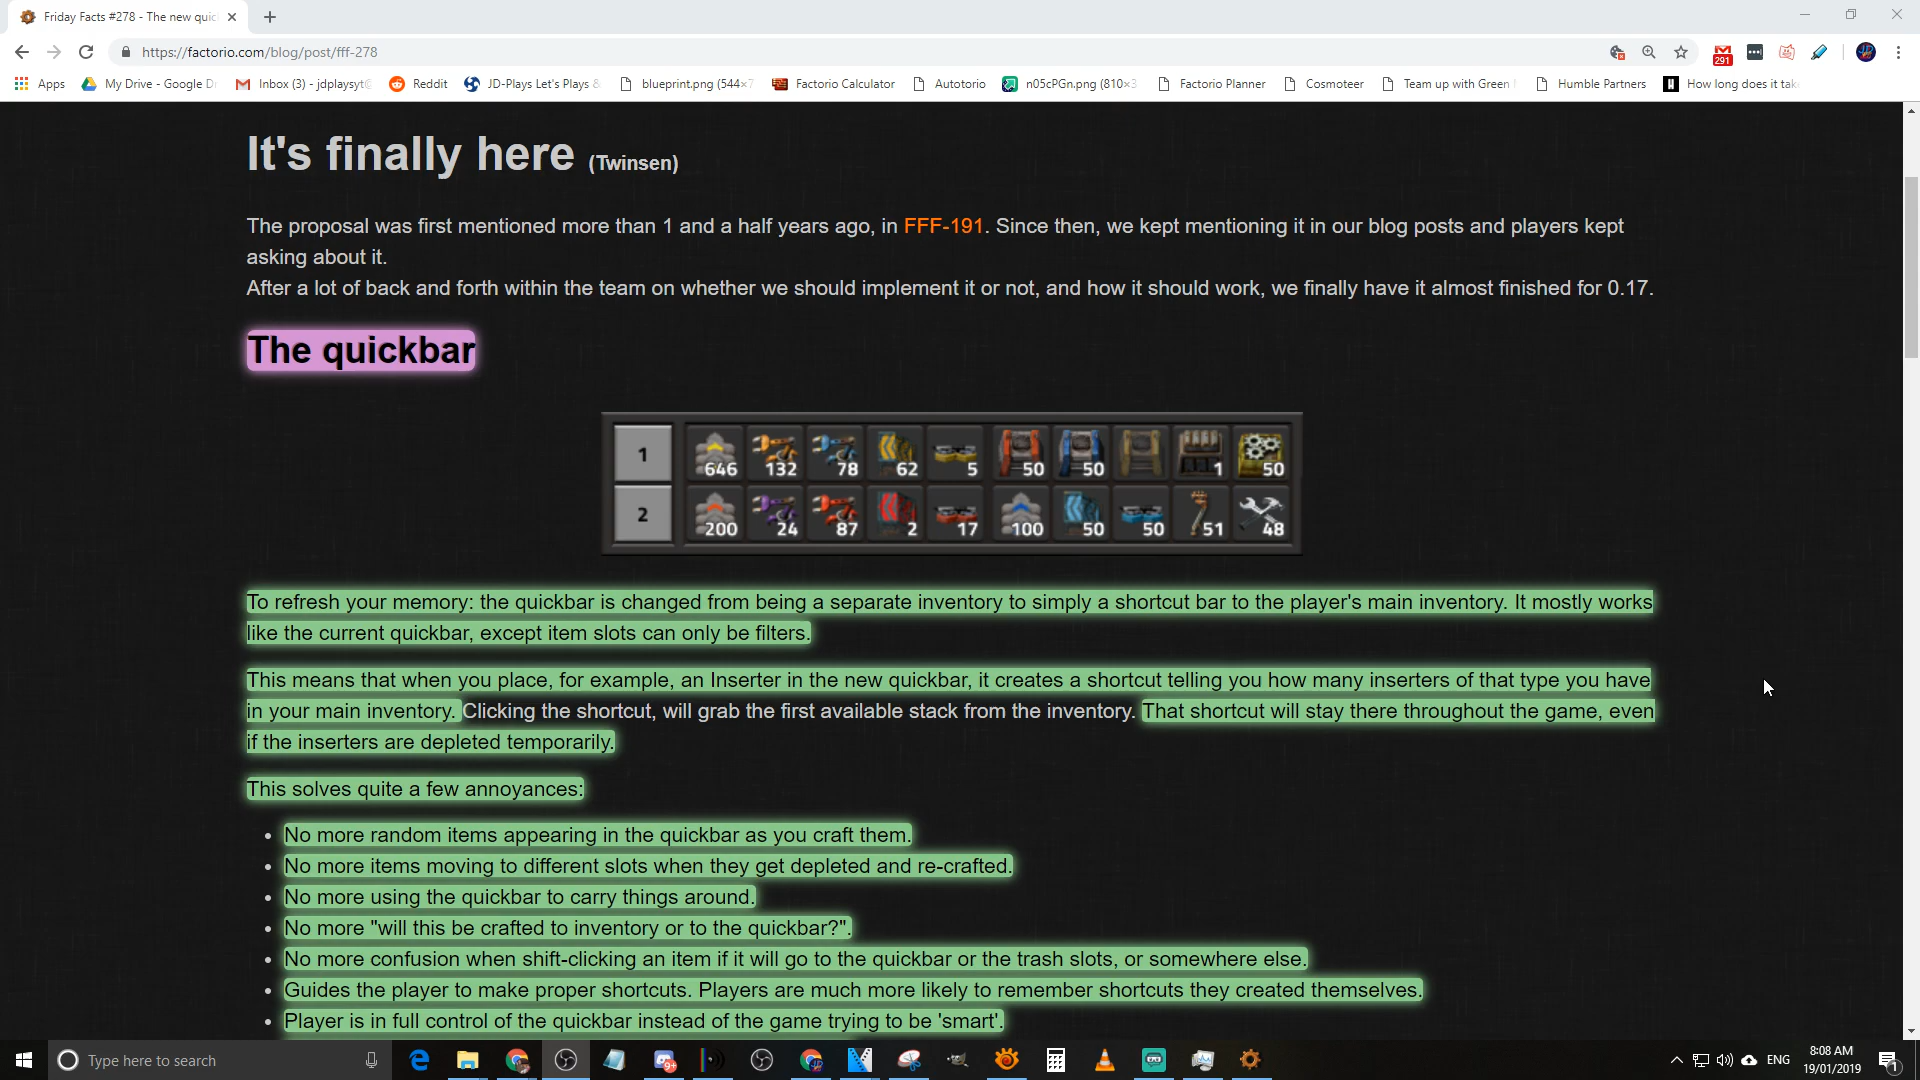 Friday Facts #278 - The new quic
https://factorio.com/blog/post/fff-278
291
Apps
My Drive - Google Dr
Inbox (3) - jdplaysyt@
Reddit
JD-Plays Let's Plays &
blueprint.png (544×7
Factorio Calculator
Autotorio
n05cPGn.png (810×3
Factorio Planner
Cosmoteer
Team up with Green
Humble Partners
How long does it take
It's finally here (Twinsen)
The proposal was first mentioned more than 1 and a half years ago, in FFF-191. Since then, we kept mentioning it in our blog posts and players kept
asking about it.
After a lot of back and forth within the team on whether we should implement it or not, and how it should work, we finally have it almost finished for 0.17.
The quickbar
1 646 132 78 62 5 50 50 1 50
2 200 24 87 2 17 100 50 50 51 48
To refresh your memory: the quickbar is changed from being a separate inventory to simply a shortcut bar to the player's main inventory. It mostly works
like the current quickbar, except item slots can only be filters.
This means that when you place, for example, an Inserter in the new quickbar, it creates a shortcut telling you how many inserters of that type you have
in your main inventory. Clicking the shortcut, will grab the first available stack from the inventory. That shortcut will stay there throughout the game, even
if the inserters are depleted temporarily.
This solves quite a few annoyances:
• No more random items appearing in the quickbar as you craft them.
• No more items moving to different slots when they get depleted and re-crafted.
• No more using the quickbar to carry things around.
• No more "will this be crafted to inventory or to the quickbar?".
• No more confusion when shift-clicking an item if it will go to the quickbar or the trash slots, or somewhere else.
• Guides the player to make proper shortcuts. Players are much more likely to remember shortcuts they created themselves.
• Player is in full control of the quickbar instead of the game trying to be 'smart'.
Type here to search
ENG
8:08 AM
19/01/2019
1